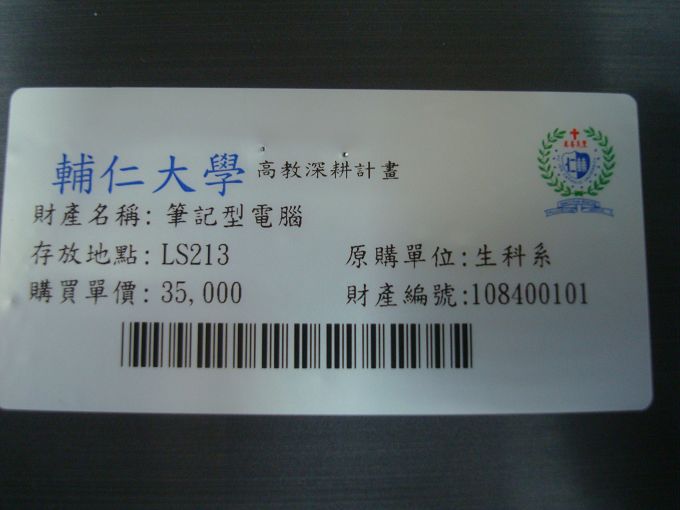 輔仁大學 高教深耕計畫
財產名稱: 筆記型電腦
存放地點: LS213 原購單位:生科系
購買單價: 35,000 財產編號:108400101